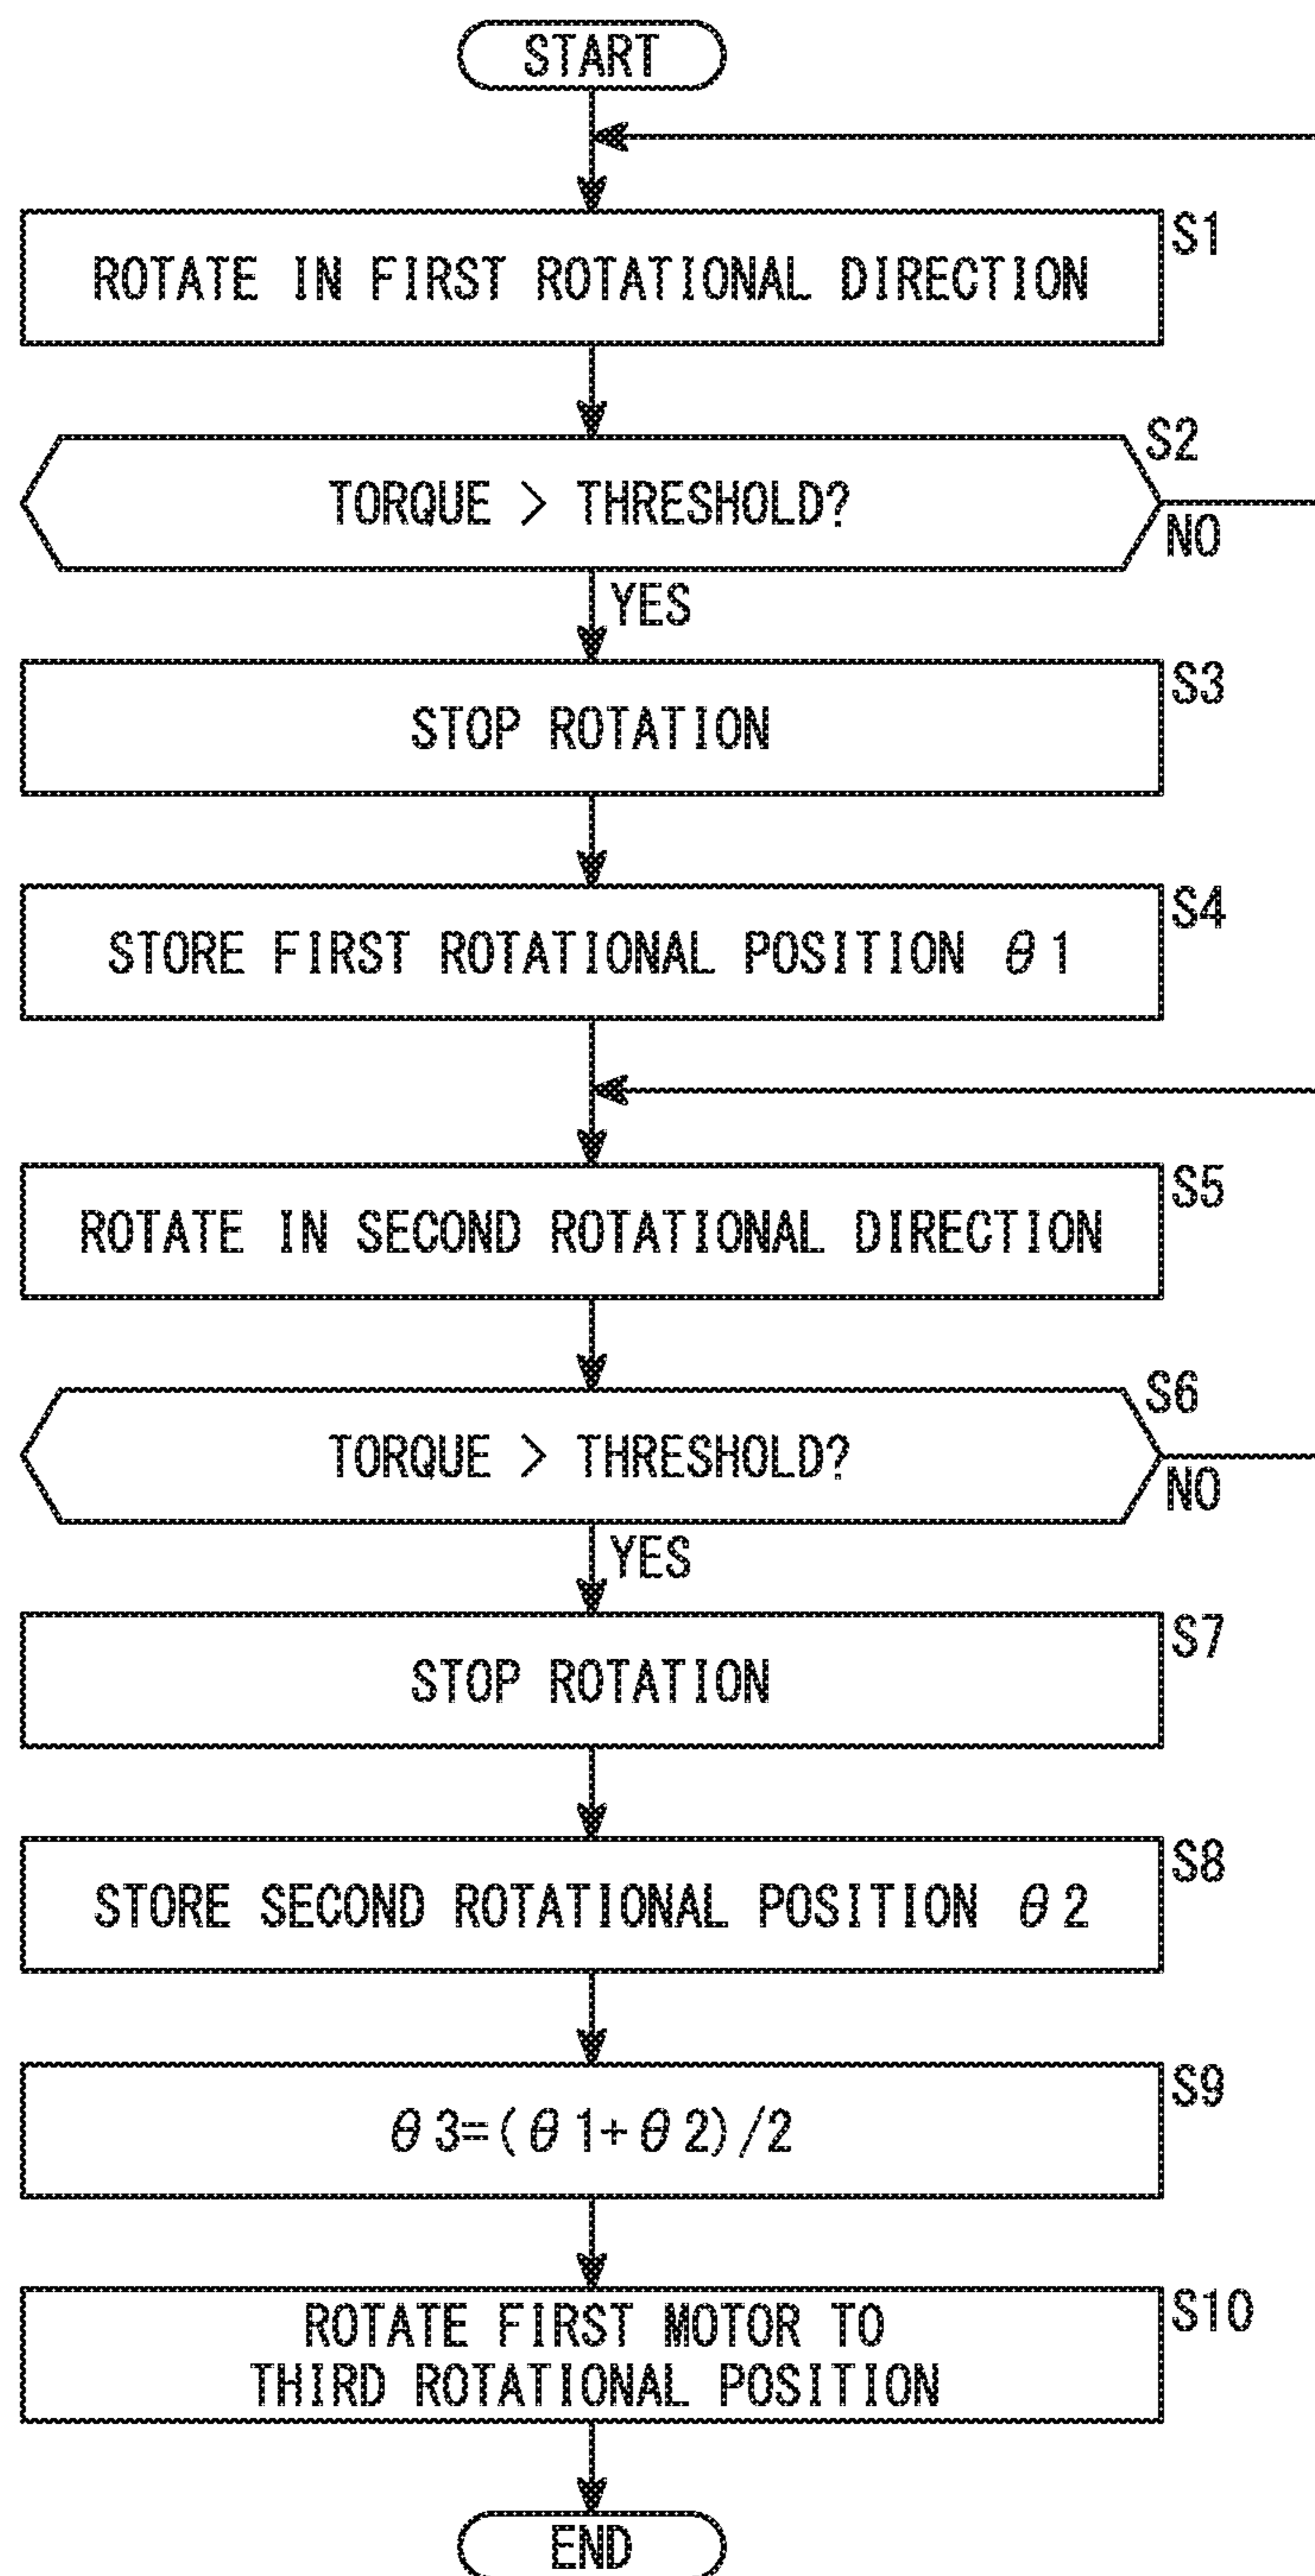 START
S1
ROTATE IN FIRST ROTATIONAL DIRECTION
S2
TORQUE > THRESHOLD?
NO
YES
S3
STOP ROTATION
S4
STORE FIRST ROTATIONAL POSITION θ1
S5
ROTATE IN SECOND ROTATIONAL DIRECTION
S6
TORQUE > THRESHOLD?
NO
YES
S7
STOP ROTATION
S8
STORE SECOND ROTATIONAL POSITION θ2
S9
θ3=(θ1+θ2)/2
S10
ROTATE FIRST MOTOR TO
THIRD ROTATIONAL POSITION
END